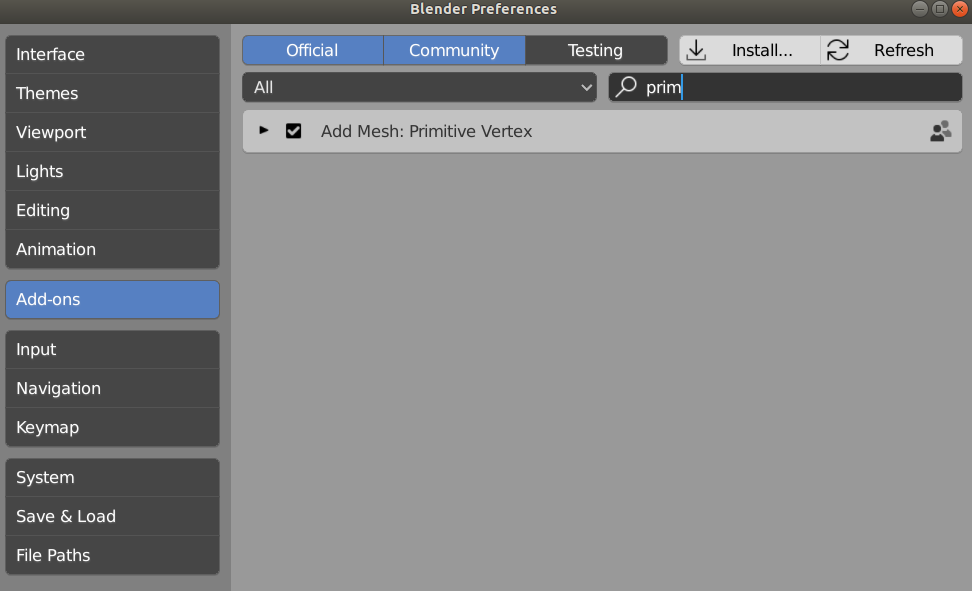 Blender Preferences
Interface
Themes
Viewport
Lights
Editing
Animation
Add-ons
Input
Navigation
Keymap
System
Save & Load
File Paths
Official Community Testing Install... Refresh
All prim
Add Mesh: Primitive Vertex